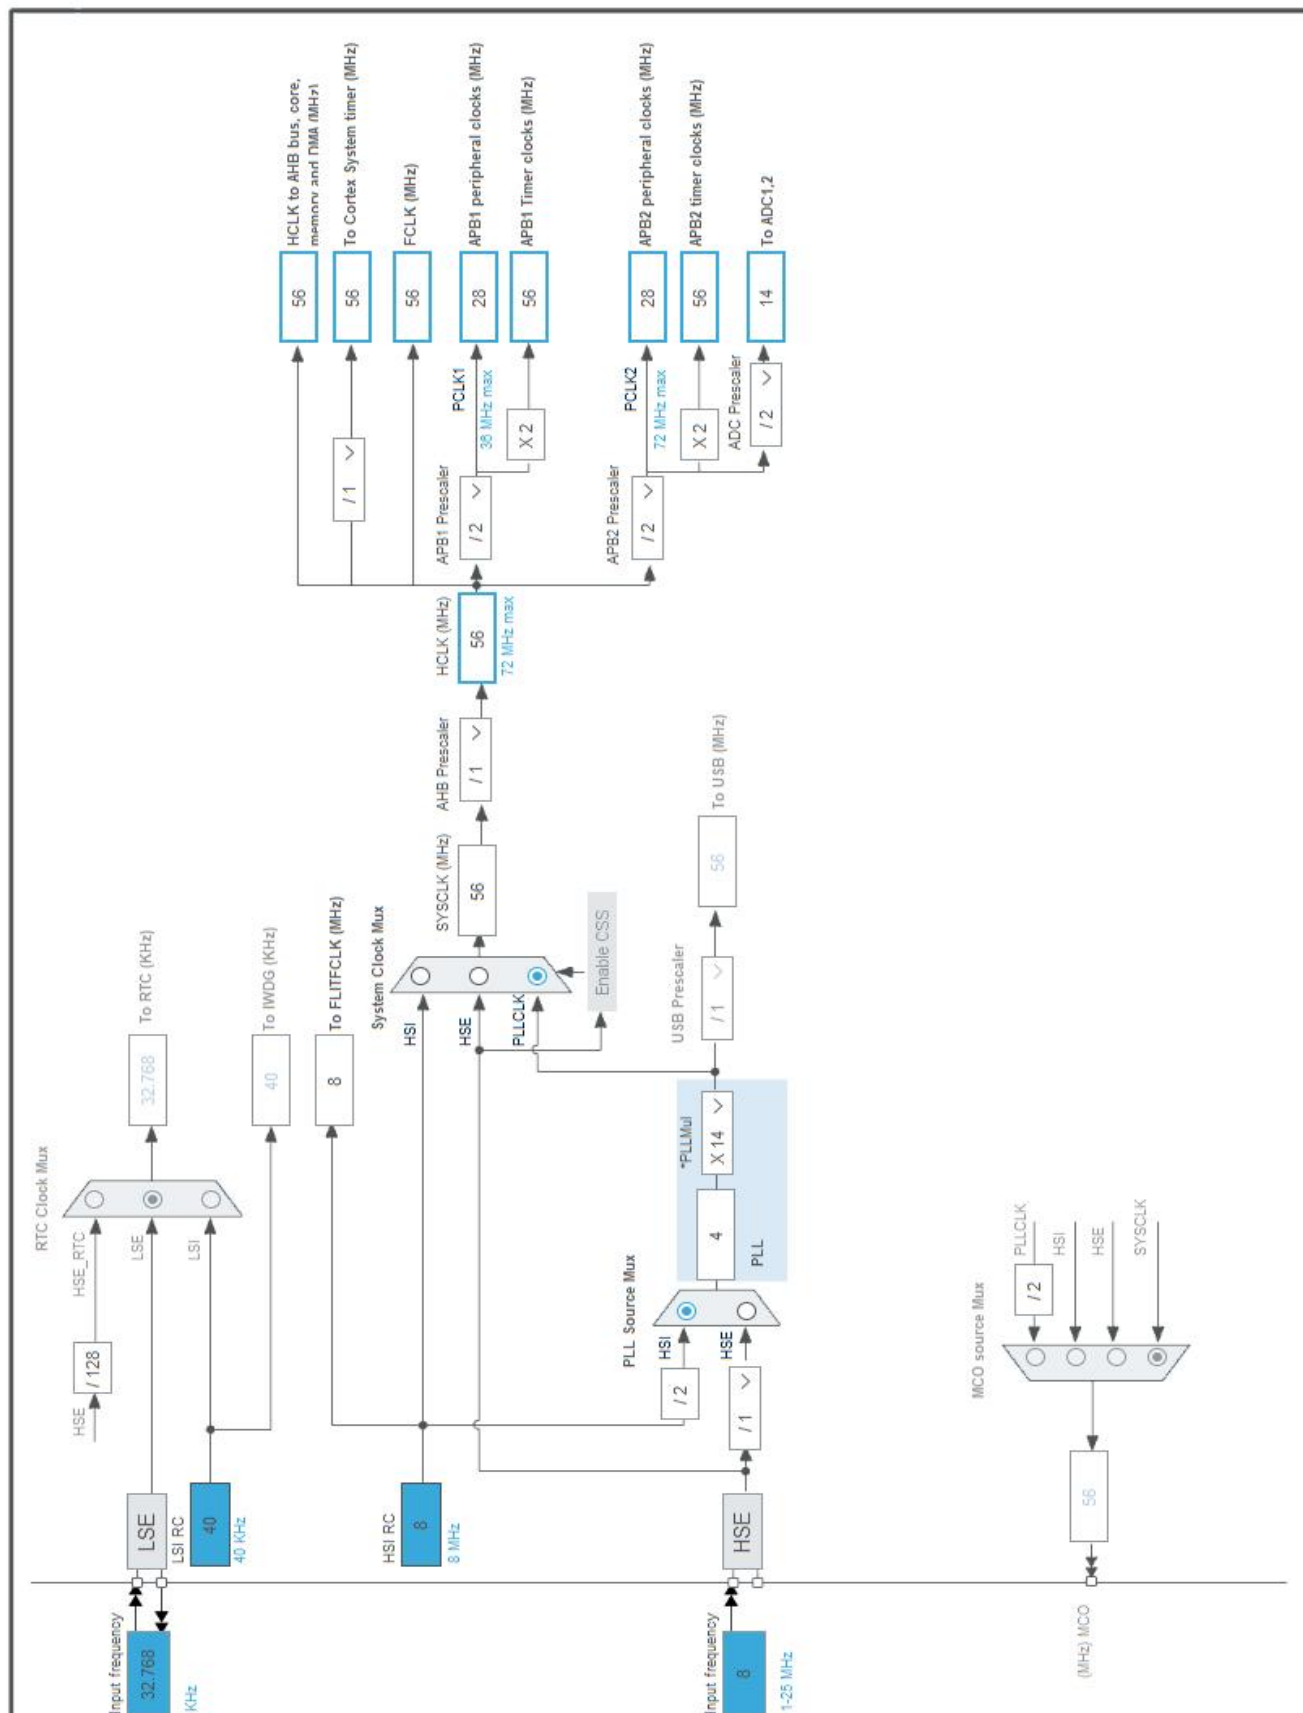 Input frequency
32.768
KHz
LSE
LSI RC
40
40 KHz
HSE
/ 128
HSE_RTC
LSE
LSI
RTC Clock Mux
32.768
To RTC (KHz)
40
To IWDG (KHz)
HSI RC
8
8 MHz
8
To FLITFCLK (MHz)
System Clock Mux
HSI
HSE
PLLCLK
Enable CSS
SYSCLK (MHz)
56
AHB Prescaler
/ 1
HCLK (MHz)
56
72 MHz max
56
HCLK to AHB bus, core,
memory and DMA (MHz)
/ 1
56
To Cortex System timer (MHz)
56
FCLK (MHz)
APB1 Prescaler
/ 2
PCLK1
36 MHz max
28
APB1 peripheral clocks (MHz)
X 2
56
APB1 Timer clocks (MHz)
APB2 Prescaler
/ 2
PCLK2
72 MHz max
28
APB2 peripheral clocks (MHz)
X 2
56
APB2 timer clocks (MHz)
ADC Prescaler
/ 2
14
To ADC1,2
Input frequency
8
1-25 MHz
HSE
/ 2
/ 1
PLL Source Mux
HSI
HSE
4
PLL
*PLLMul
X 14
USB Prescaler
/ 1
56
To USB (MHz)
(MHz) MCO
56
MCO source Mux
/ 2
PLLCLK
HSI
HSE
SYSCLK